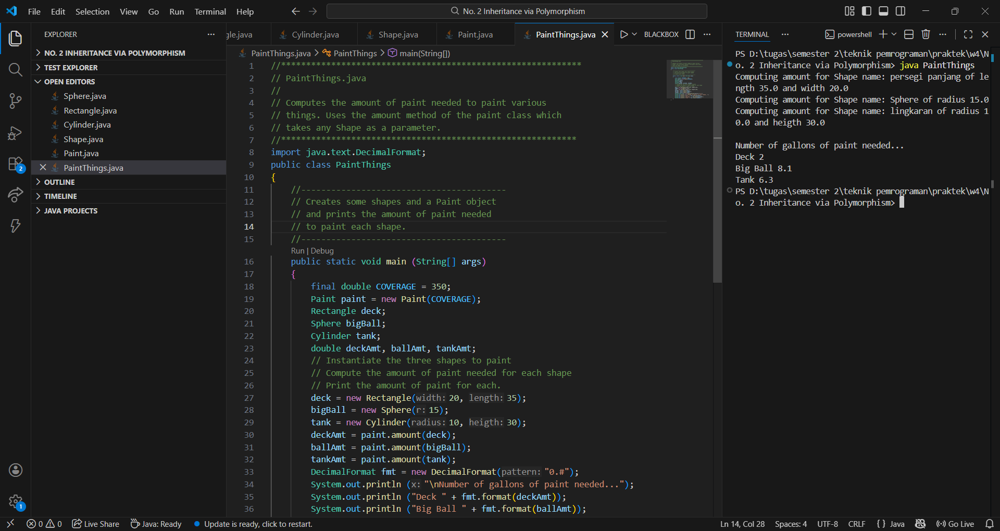 File Edit Selection View Go Run Terminal Help
No. 2 Inheritance via Polymorphism
EXPLORER
NO. 2 INHERITANCE VIA POLYMORPHISM
TEST EXPLORER
OPEN EDITORS
Sphere.java
Rectangle.java
Cylinder.java
Shape.java
Paint.java
PaintThings.java
OUTLINE
TIMELINE
JAVA PROJECTS
2
1
gle.java Cylinder.java Shape.java Paint.java PaintThings.java BLACKBOX
PaintThings.java > PaintThings > main(String[])
1 //************************************************************
2 // PaintThings.java
3 //
4 // Computes the amount of paint needed to paint various
5 // things. Uses the amount method of the paint class which
6 // takes any Shape as a parameter.
7 //***********************************************************
8 import java.text.DecimalFormat;
9 public class PaintThings
10 {
11 //-----------------------------------------
12 // Creates some shapes and a Paint object
13 // and prints the amount of paint needed
14 // to paint each shape.
15 //-----------------------------------------
Run | Debug
16 public static void main (String[] args)
17 {
18 final double COVERAGE = 350;
19 Paint paint = new Paint(COVERAGE);
20 Rectangle deck;
21 Sphere bigBall;
22 Cylinder tank;
23 double deckAmt, ballAmt, tankAmt;
24 // Instantiate the three shapes to paint
25 // Compute the amount of paint needed for each shape
26 // Print the amount of paint for each.
27 deck = new Rectangle(width: 20, length: 35);
28 bigBall = new Sphere(r: 15);
29 tank = new Cylinder(radius: 10, heigth: 30);
30 deckAmt = paint.amount(deck);
31 ballAmt = paint.amount(bigBall);
32 tankAmt = paint.amount(tank);
33 DecimalFormat fmt = new DecimalFormat(pattern: "0.#");
34 System.out.println (x: "\nNumber of gallons of paint needed...");
35 System.out.println ("Deck " + fmt.format(deckAmt));
36 System.out.println ("Big Ball " + fmt.format(ballAmt));
TERMINAL powershell
PS D:\tugas\semester 2\teknik pemrograman\praktek\w4\N
o. 2 Inheritance via Polymorphism> java PaintThings
Computing amount for Shape name: persegi panjang of le
ngth 35.0 and width 20.0
Computing amount for Shape name: Sphere of radius 15.0
Computing amount for Shape name: lingkaran of radius 1
0.0 and heigth 30.0
Number of gallons of paint needed...
Deck 2
Big Ball 8.1
Tank 6.3
PS D:\tugas\semester 2\teknik pemrograman\praktek\w4\N
o. 2 Inheritance via Polymorphism>
0 0 Live Share Java: Ready Update is ready, click to restart. Ln 14, Col 28 Spaces: 4 UTF-8 CRLF { } Java Go Live